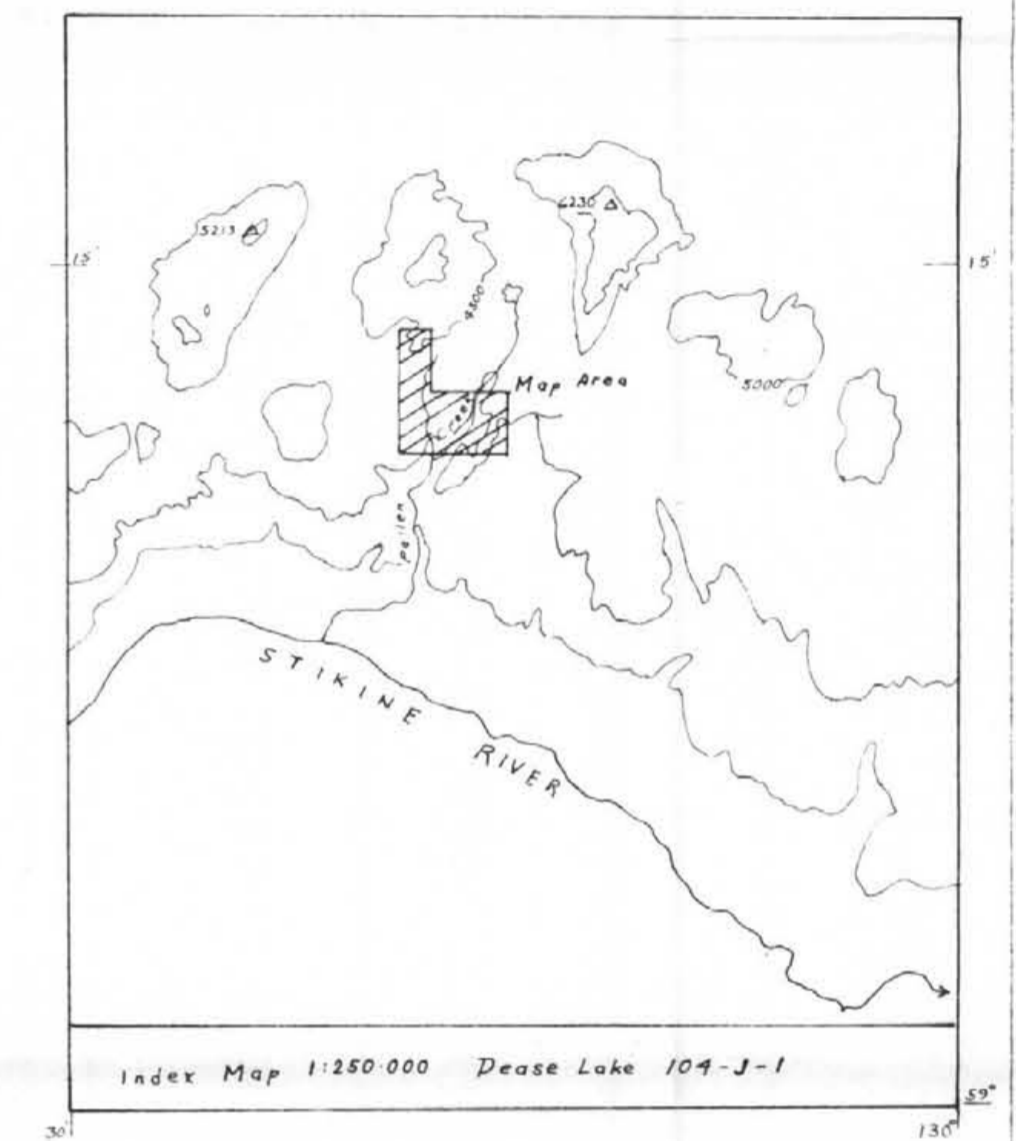 6230
5213
15'
15'
4300
5000
Map Area
Creek
Pallen
STIKINE
RIVER
Index Map 1:250:000 Dease Lake 104-J-1
59°
30'
130°